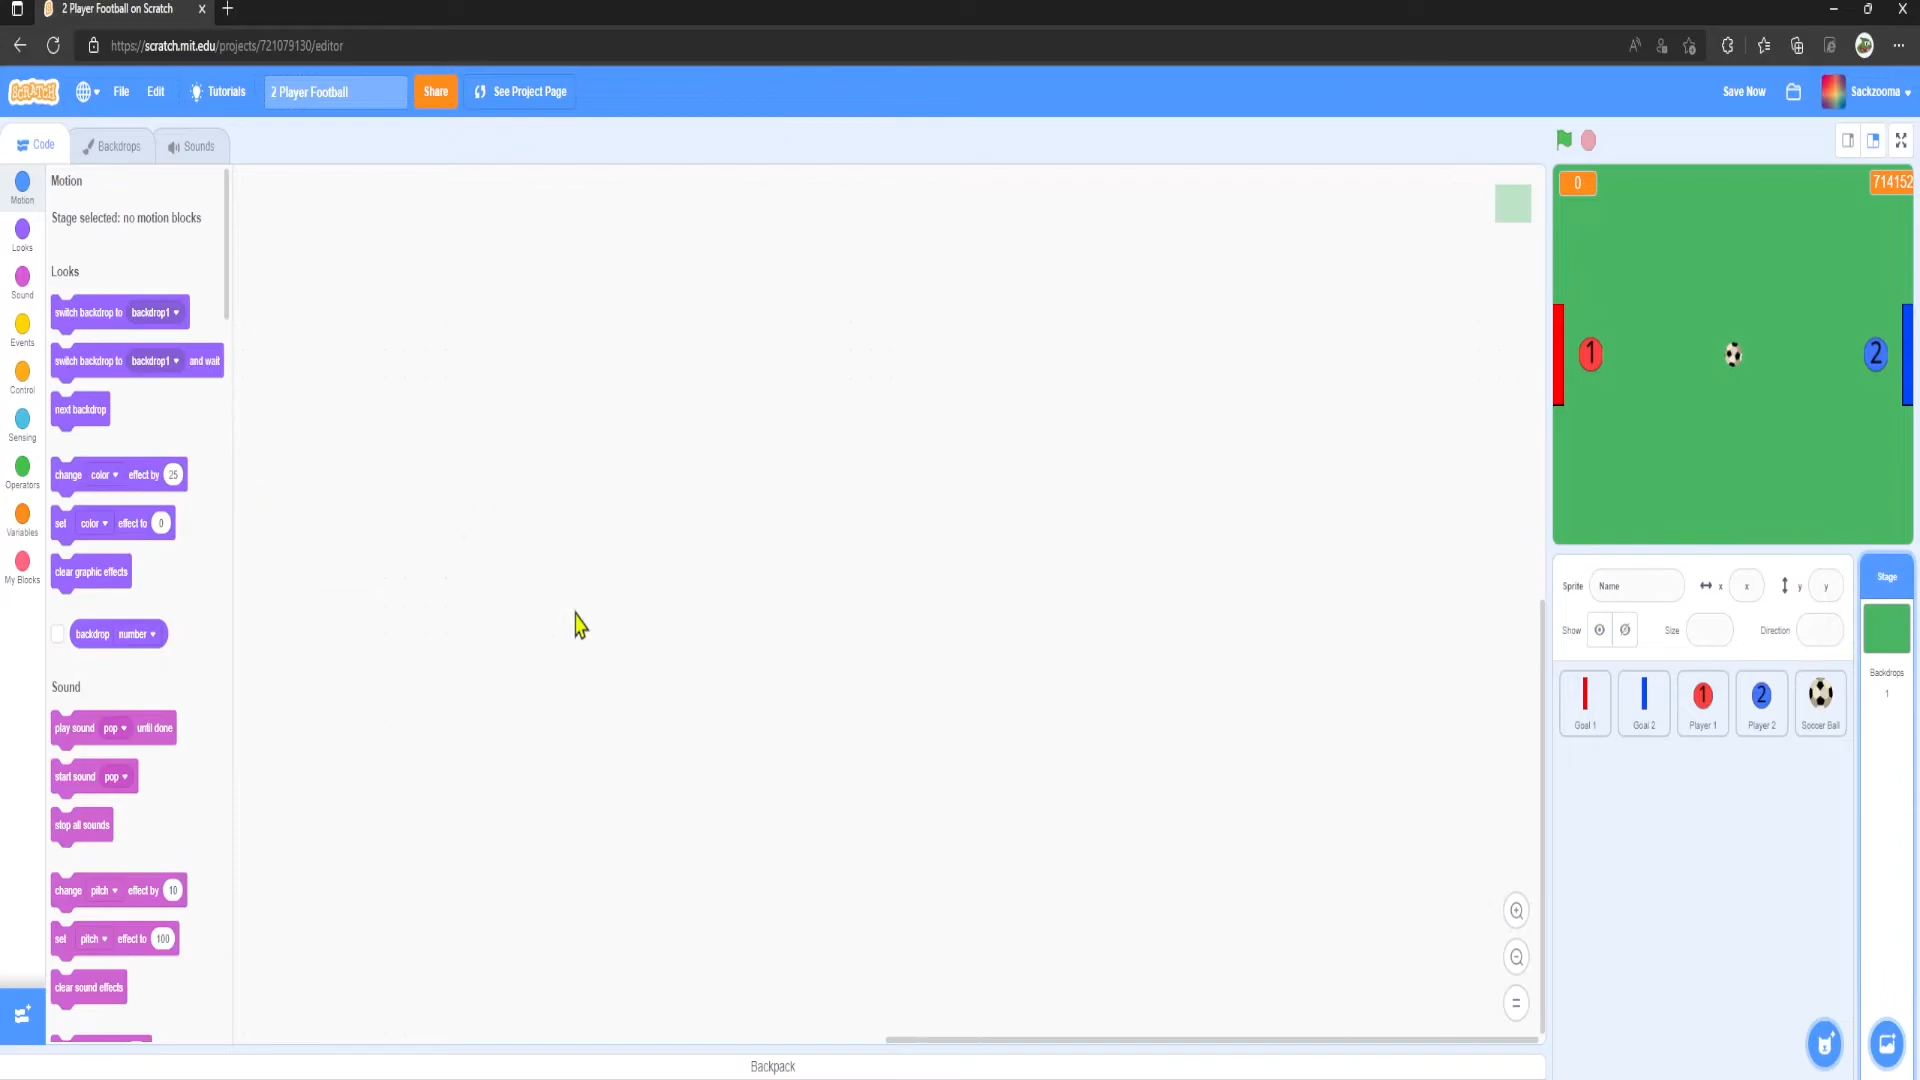 2 Player Football on Scratch
https://scratch.mit.edu/projects/721079130/editor
SCRATCH
File
Edit
Tutorials
2 Player Football
Share
See Project Page
Save Now
Sackzooma
Code
Backdrops
Sounds
Motion
Looks
Sound
Events
Control
Sensing
Operators
Variables
My Blocks
Motion
Stage selected: no motion blocks
Looks
switch backdrop to backdrop1
switch backdrop to backdrop1 and wait
next backdrop
change color effect by 25
set color effect to 0
clear graphic effects
backdrop number
Sound
play sound pop until done
start sound pop
stop all sounds
change pitch effect by 10
set pitch effect to 100
clear sound effects
0
714152
1
2
Sprite Name x x y y
Show Size Direction
Stage
Backdrops
1
1
2
Goal 1
Goal 2
Player 1
Player 2
Soccer Ball
Backpack